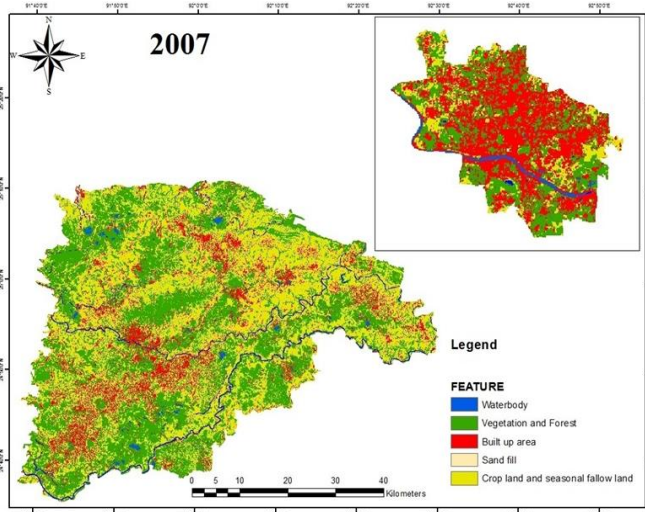 91°40'0"E 91°50'0"E 92°0'0"E 92°10'0"E 92°20'0"E 92°30'0"E 92°40'0"E 92°50'0"E
N
W E
S
2007
Legend
FEATURE
Waterbody
Vegetation and Forest
Built up area
Sand fill
Crop land and seasonal fallow land
0 5 10 20 30 40
Kilometers